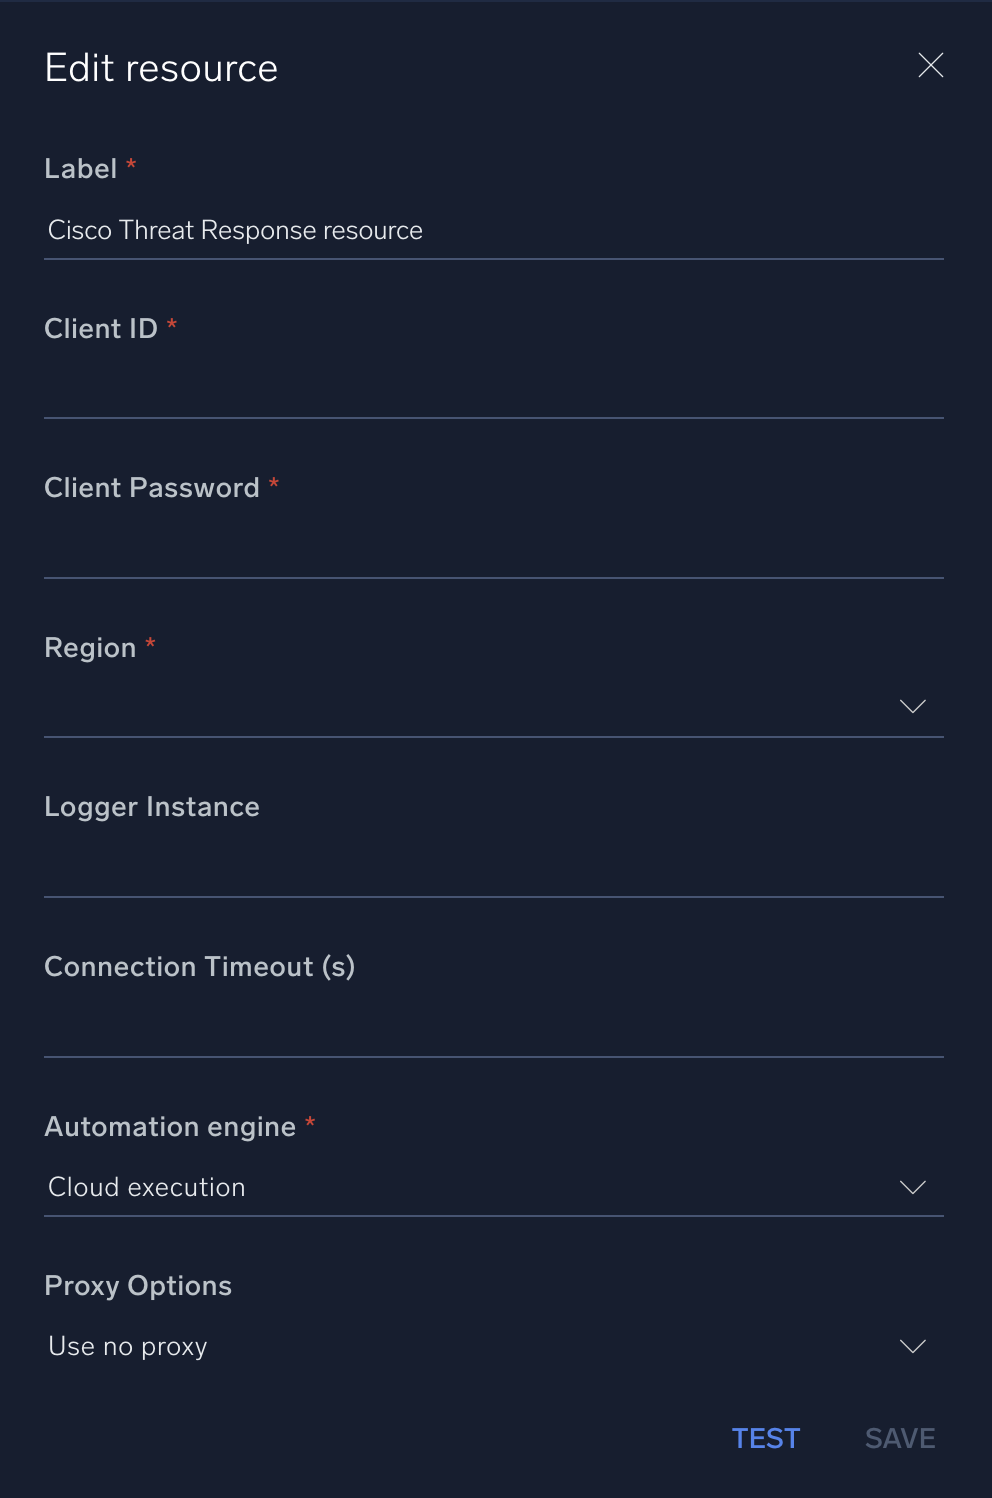 Edit resource
Label *
Cisco Threat Response resource
Client ID *
Client Password *
Region *
Logger Instance
Connection Timeout (s)
Automation engine *
Cloud execution
Proxy Options
Use no proxy
TEST SAVE